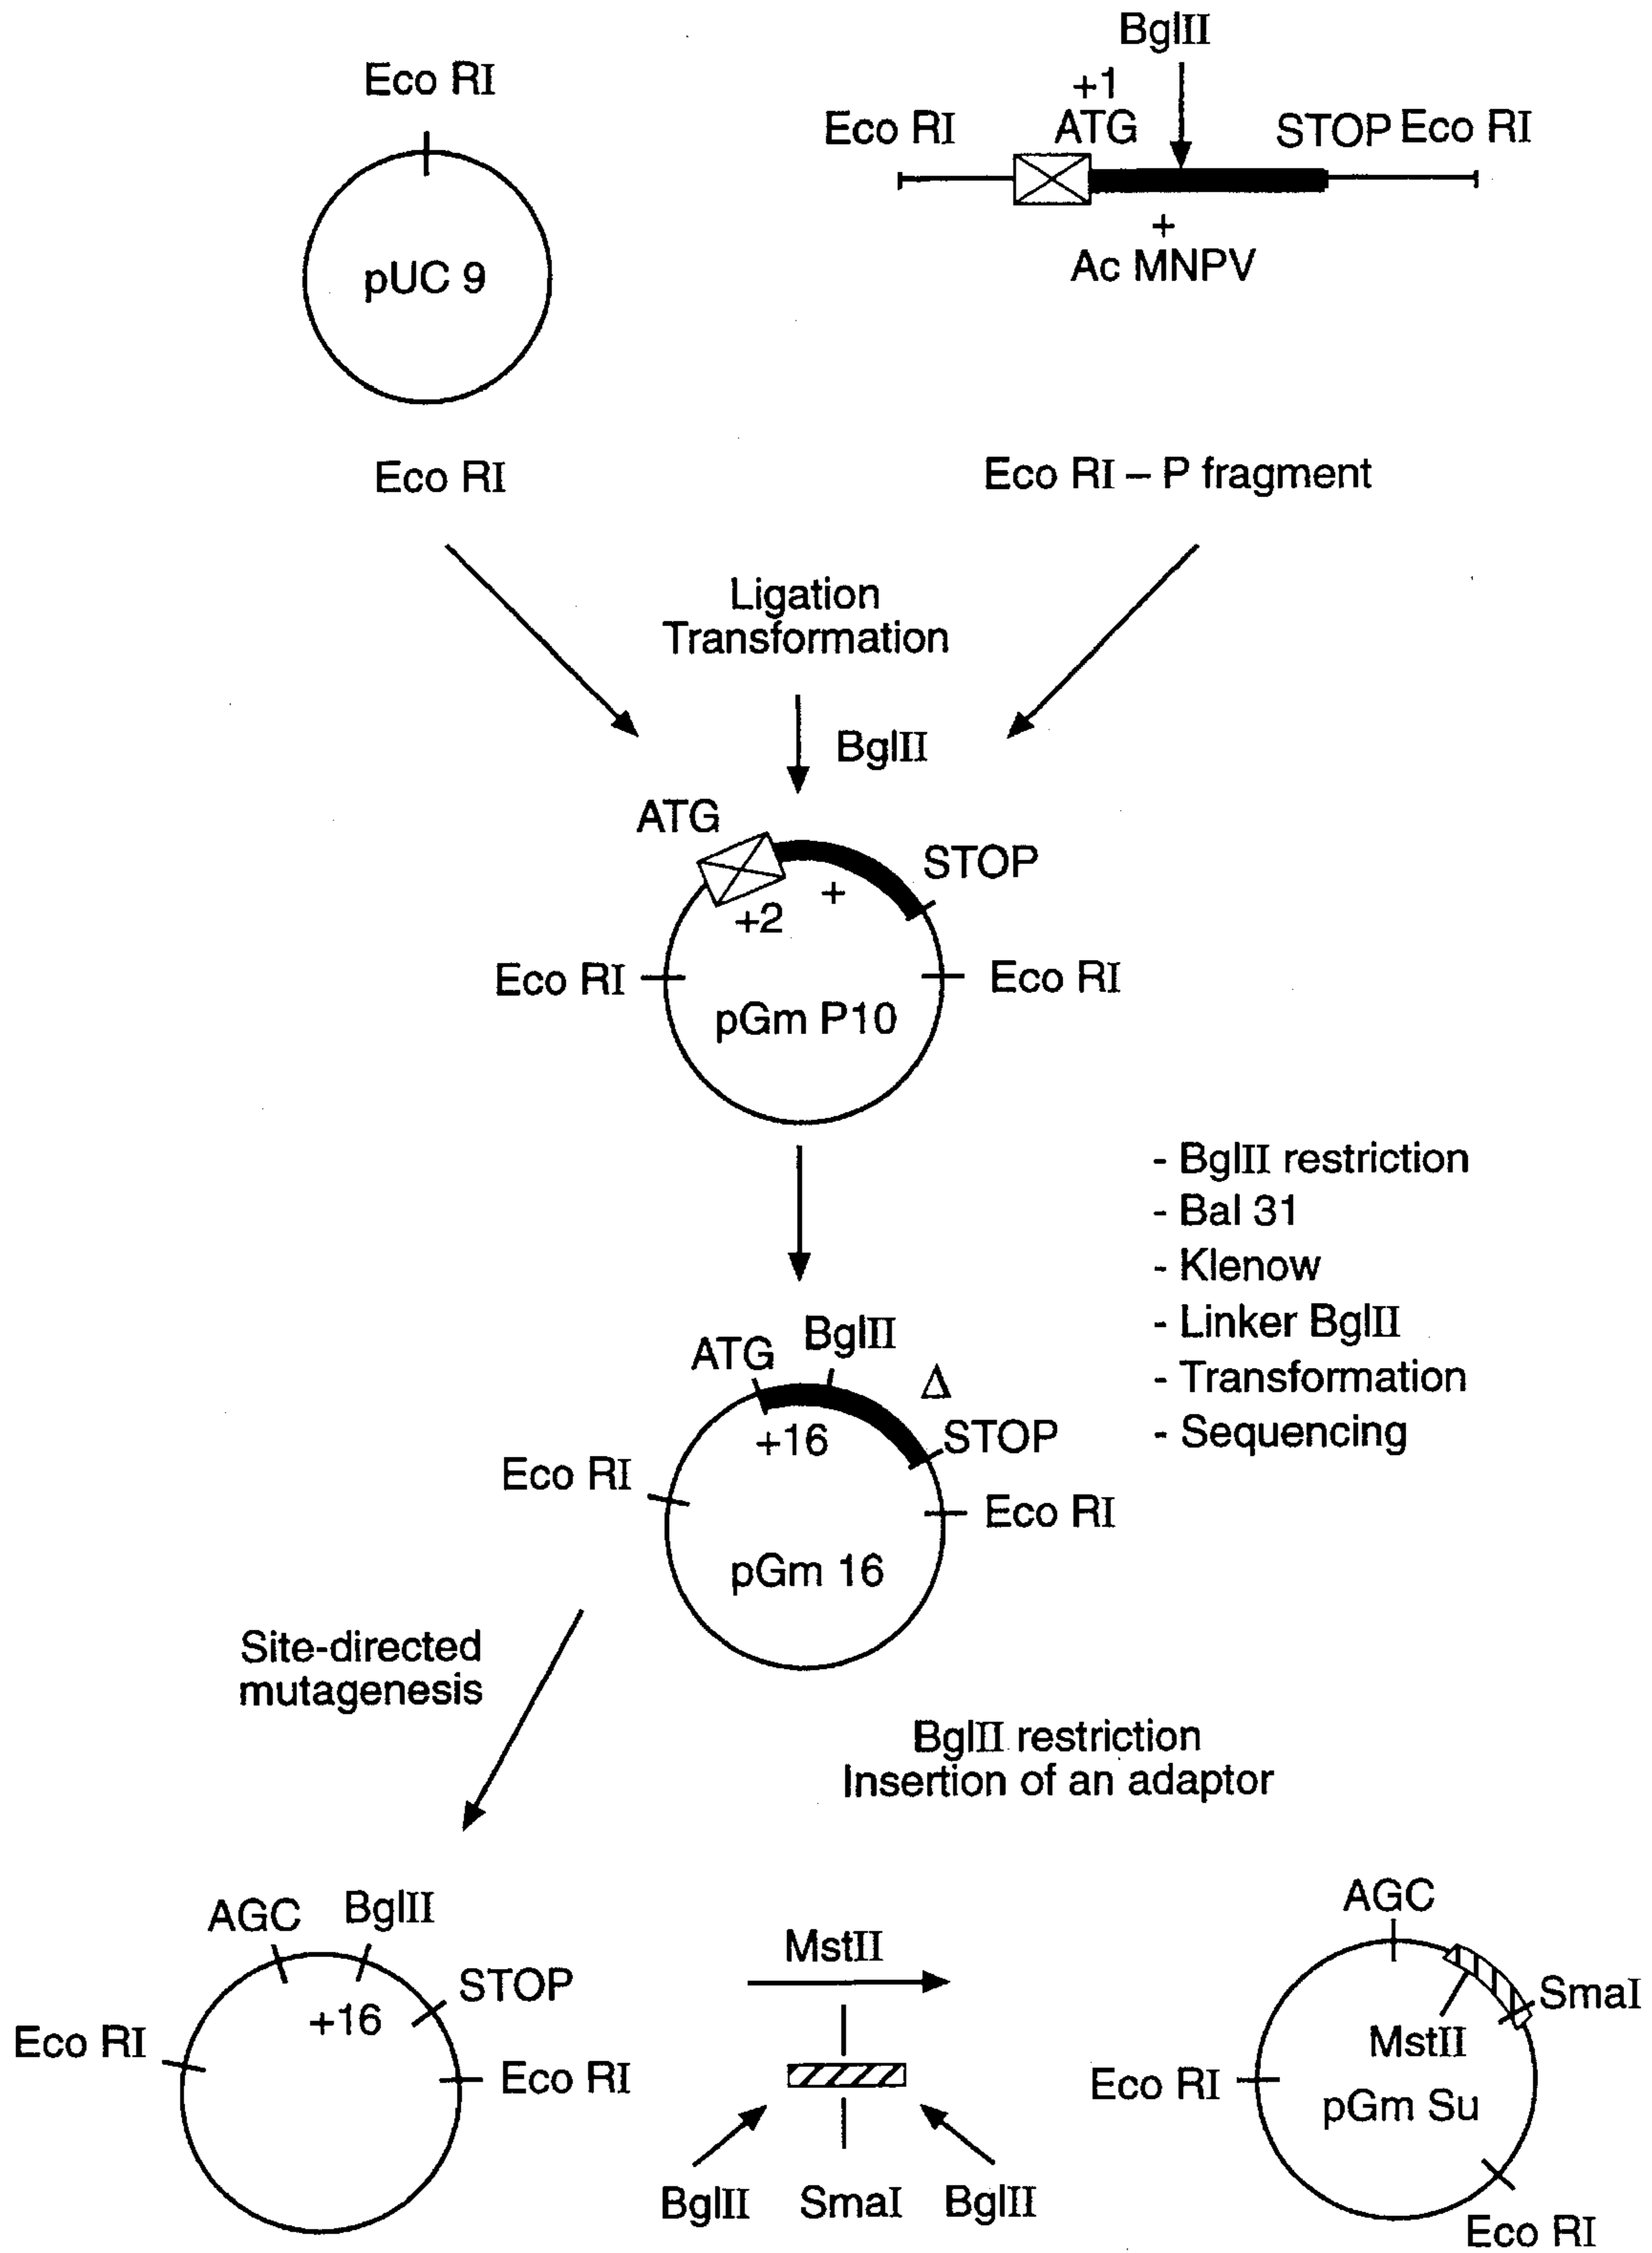 Eco RI
pUC 9
Eco RI
BglII
+1
Eco RI
ATG
STOP
Eco RI
+
Ac MNPV
Eco RI – P fragment
Ligation
Transformation
BglII
ATG
STOP
+
+2
Eco RI
Eco RI
pGm P10
- BglII restriction
- Bal 31
- Klenow
- Linker BglII
- Transformation
- Sequencing
ATG
BglII
Δ
+16
STOP
Eco RI
Eco RI
pGm 16
Site-directed
mutagenesis
BglII restriction
Insertion of an adaptor
AGC
BglII
STOP
+16
Eco RI
Eco RI
MstII
BglII
SmaI
BglII
AGC
SmaI
MstII
Eco RI
pGm Su
Eco RI